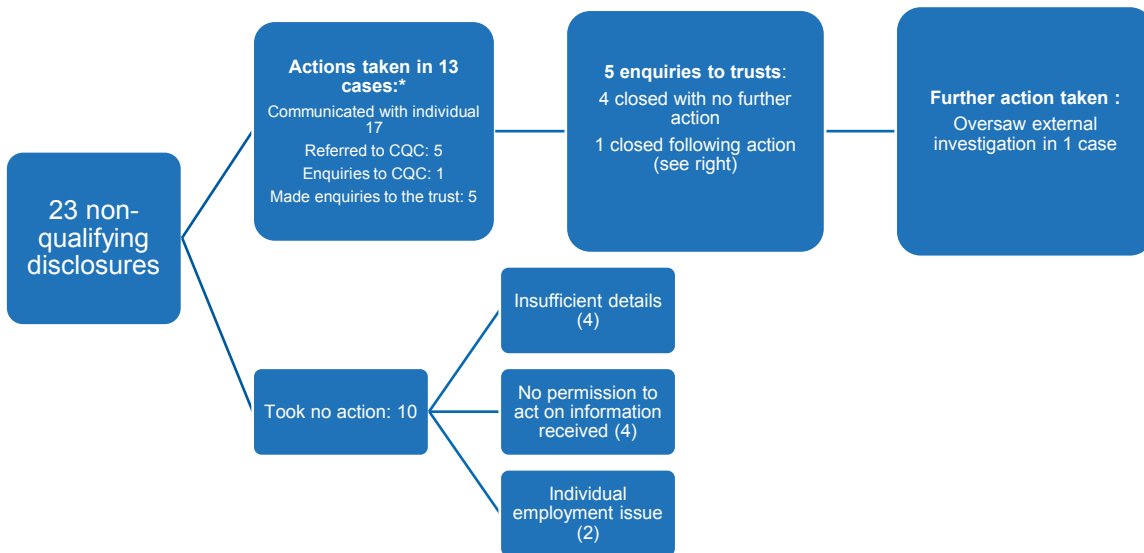 23 non-
qualifying
disclosures
Actions taken in 13
cases:*
Communicated with individual
17
Referred to CQC: 5
Enquiries to CQC: 1
Made enquiries to the trust: 5
5 enquiries to trusts:
4 closed with no further
action
1 closed following action
(see right)
Further action taken :
Oversaw external
investigation in 1 case
Took no action: 10
Insufficient details
(4)
No permission to
act on information
received (4)
Individual
employment issue
(2)